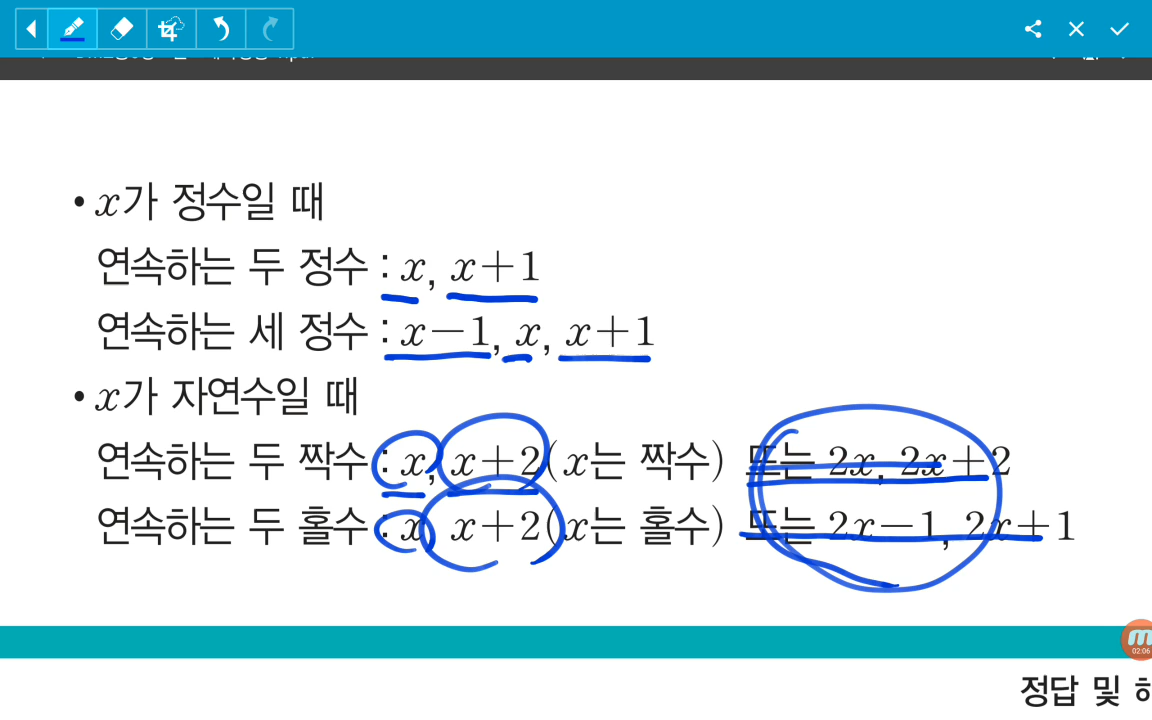 • x가 정수일 때
연속하는 두 정수 : x, x+1
연속하는 세 정수 : x−1, x, x+1
• x가 자연수일 때
연속하는 두 짝수 : x, x+2(x는 짝수) 또는 2x, 2x+2
연속하는 두 홀수 : x, x+2(x는 홀수) 또는 2x−1, 2x+1
02:06
정답 및